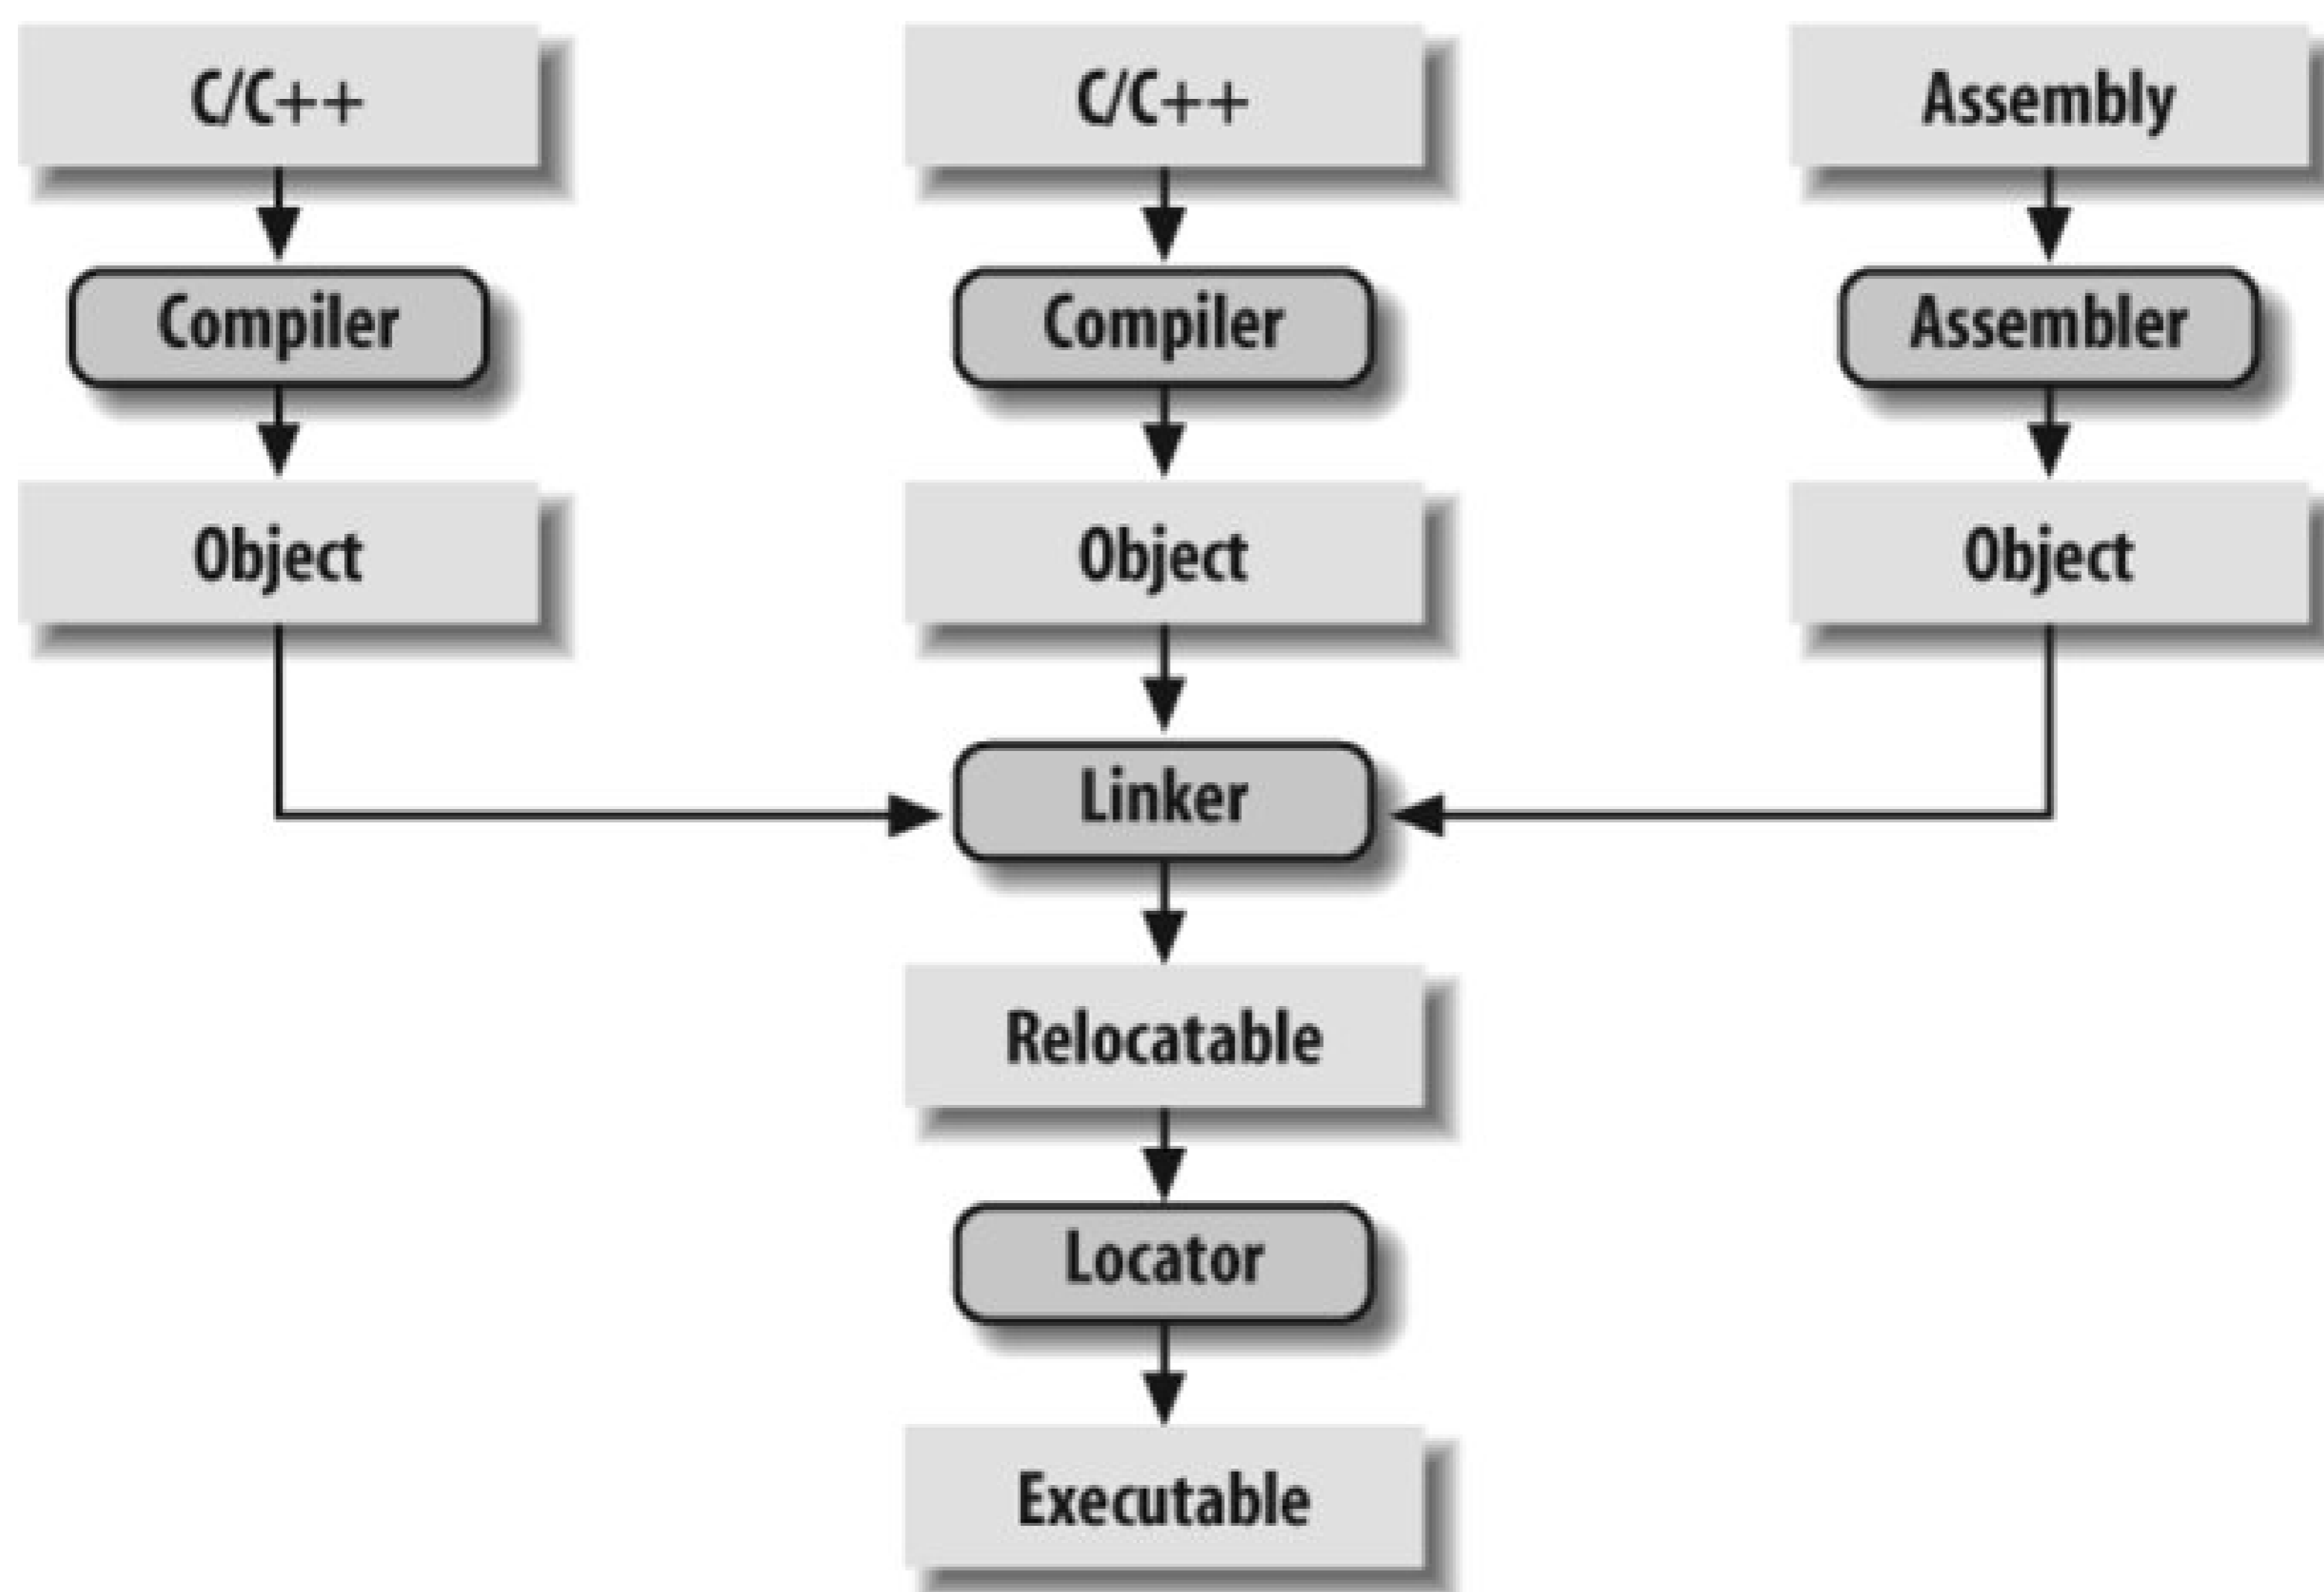 C/C++
C/C++
Assembly
Compiler
Compiler
Assembler
Object
Object
Object
Linker
Relocatable
Locator
Executable